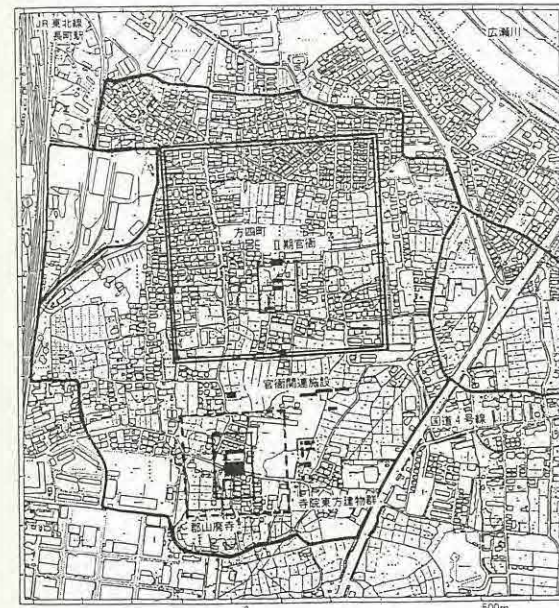 JR東北線
長町駅
広瀬川
方四町
Ⅱ期官衙
官衙関連施設
国道4号線
寺院東方建物群
郡山廃寺
500m